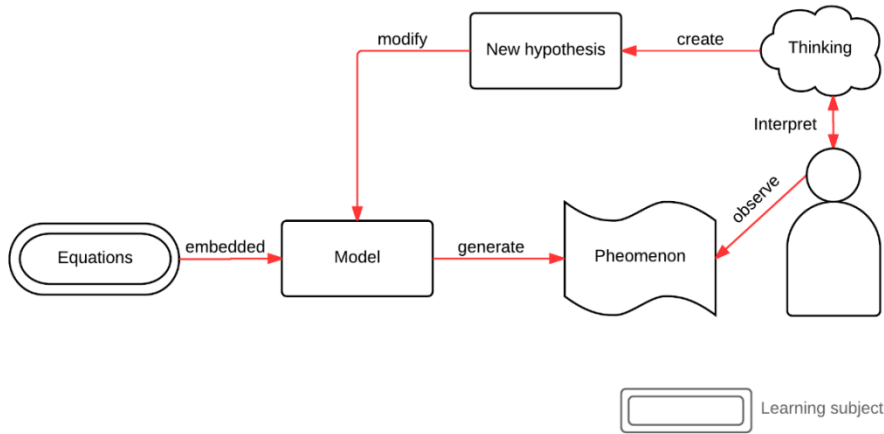 modify
New hypothesis
create
Thinking
Interpret
observe
Equations
embedded
Model
generate
Pheomenon
Learning subject